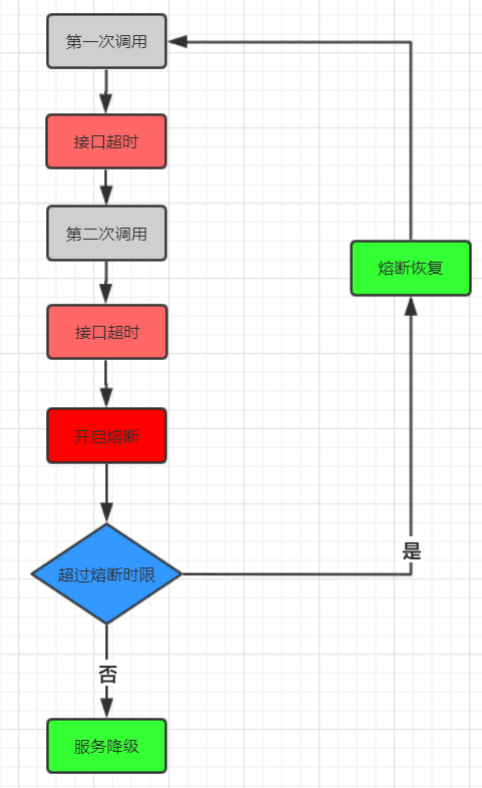 第一次调用
接口超时
第二次调用
熔断恢复
接口超时
开启熔断
是
超过熔断时限
否
服务降级